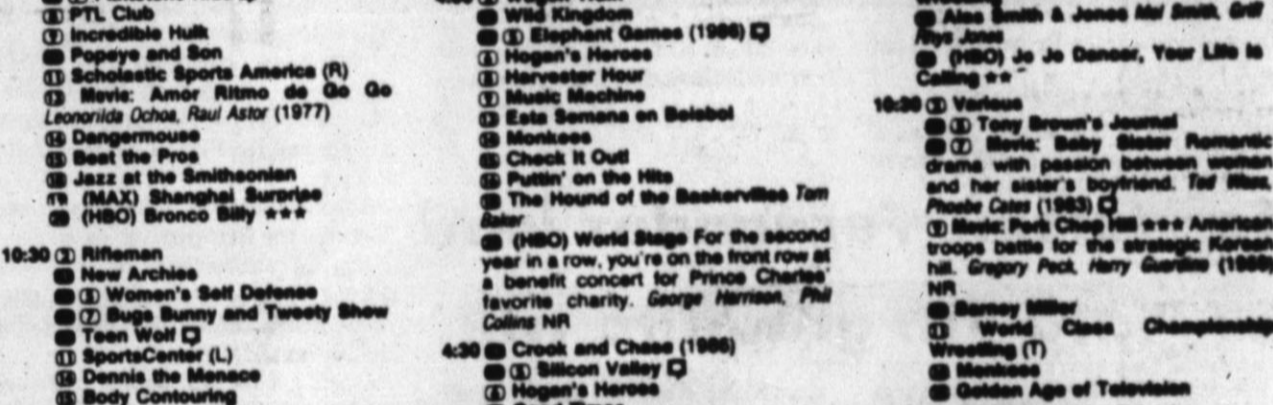 PTL Club
Incredible Hulk
Popeye and Son
Scholastic Sports America (R)
Movie: Amor Ritmo de Go Go
Leonorilda Ochoa, Raul Astor (1977)
Dangermouse
Beat the Pros
Jazz at the Smithsonian
(MAX) Shanghai Surprise
(HBO) Bronco Billy ★★★
10:30 ③ Rifleman
New Archies
⑤ Women's Self Defense
⑦ Bugs Bunny and Tweety Show
Teen Wolf
⑪ SportsCenter (L)
Dennis the Menace
Body Contouring
Wild Kingdom
⑤ Elephant Games (1986)
Hogan's Heroes
Harvester Hour
Music Machine
Esta Semana en Beisbol
Monkees
Check It Out!
Puttin' on the Hits
The Hound of the Baskervilles Tom
Baker
(HBO) World Stage For the second
year in a row, you're on the front row at
a benefit concert for Prince Charles'
favorite charity. George Harrison, Phil
Collins NR
4:30 Crook and Chase (1986)
⑤ Silicon Valley
Hogan's Heroes
Alas Smith & Jones Mel Smith, Griff
Rhys Jones
(HBO) Jo Jo Dancer, Your Life Is
Calling ★★
10:30 ③ Various
⑤ Tony Brown's Journal
⑦ Movie: Baby Sister Romantic
drama with passion between woman
and her sister's boyfriend. Ted Wass,
Phoebe Cates (1983)
Movie: Pork Chop Hill ★★★ American
troops battle for the strategic Korean
hill. Gregory Peck, Harry Guardino
NR
Barney Miller
⑪ World Class Championship
Wrestling (T)
Monkees
Golden Age of Television